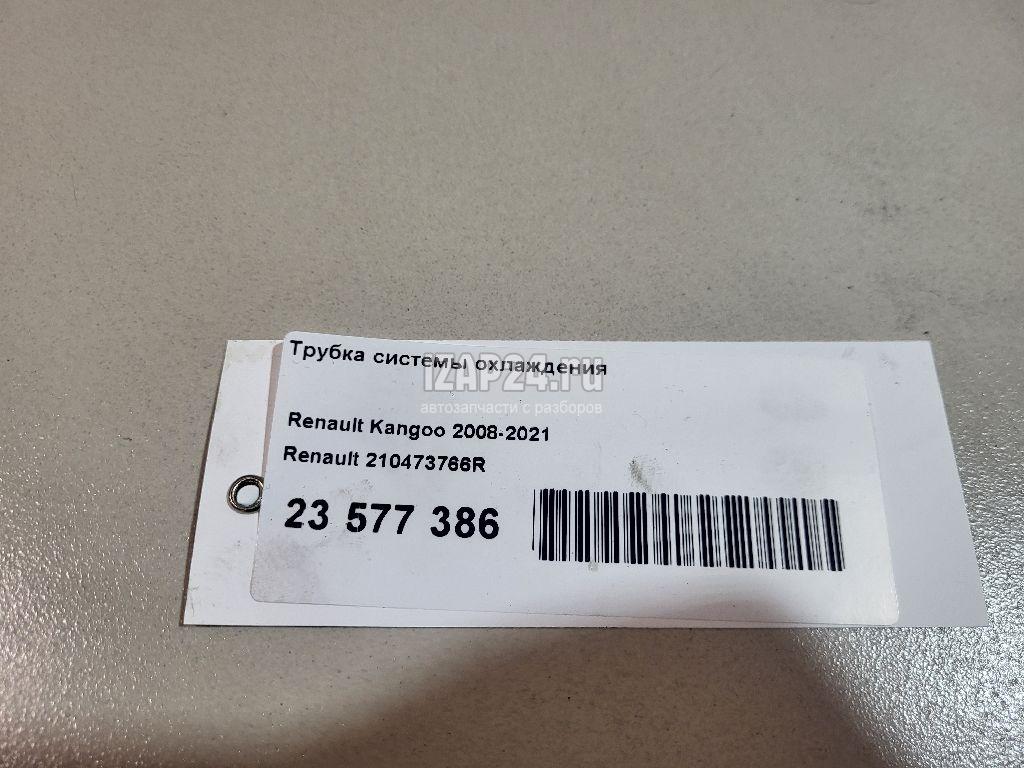 Трубка системы охлаждения
IZAP24.ru
автозапчасти с разборов
Renault Kangoo 2008-2021
Renault 210473766R
23 577 386